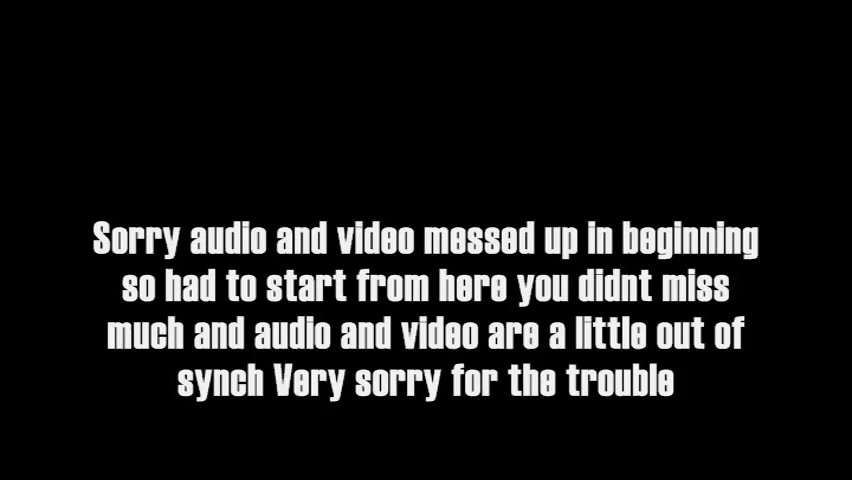 Sorry audio and video messed up in beginning
so had to start from here you didnt miss
much and audio and video are a little out of
synch Very sorry for the trouble